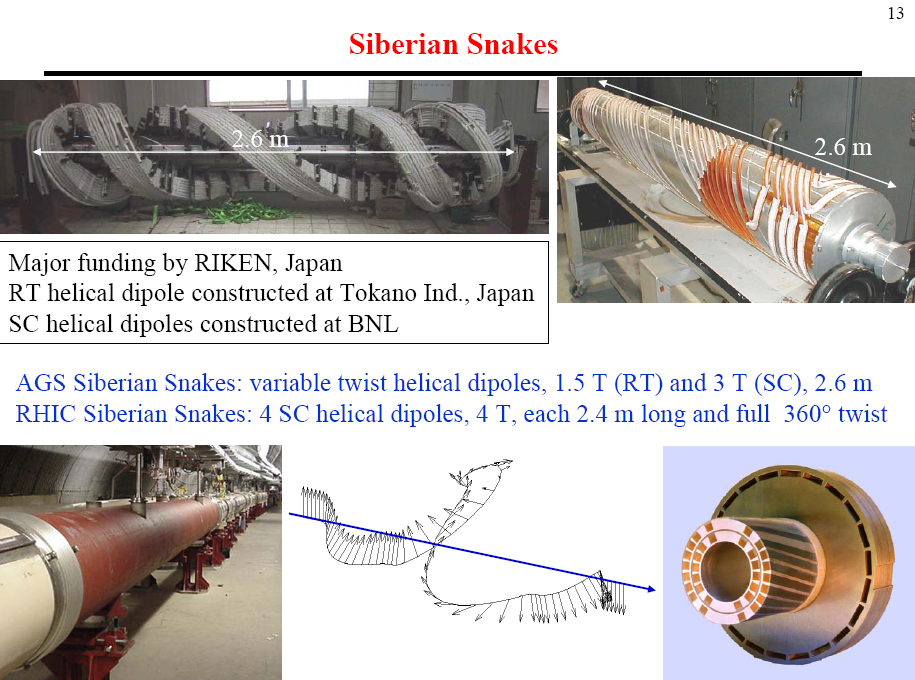 13
Siberian Snakes
2.6 m
2.6 m
Major funding by RIKEN, Japan
RT helical dipole constructed at Tokano Ind., Japan
SC helical dipoles constructed at BNL
AGS Siberian Snakes: variable twist helical dipoles, 1.5 T (RT) and 3 T (SC), 2.6 m
RHIC Siberian Snakes: 4 SC helical dipoles, 4 T, each 2.4 m long and full 360° twist